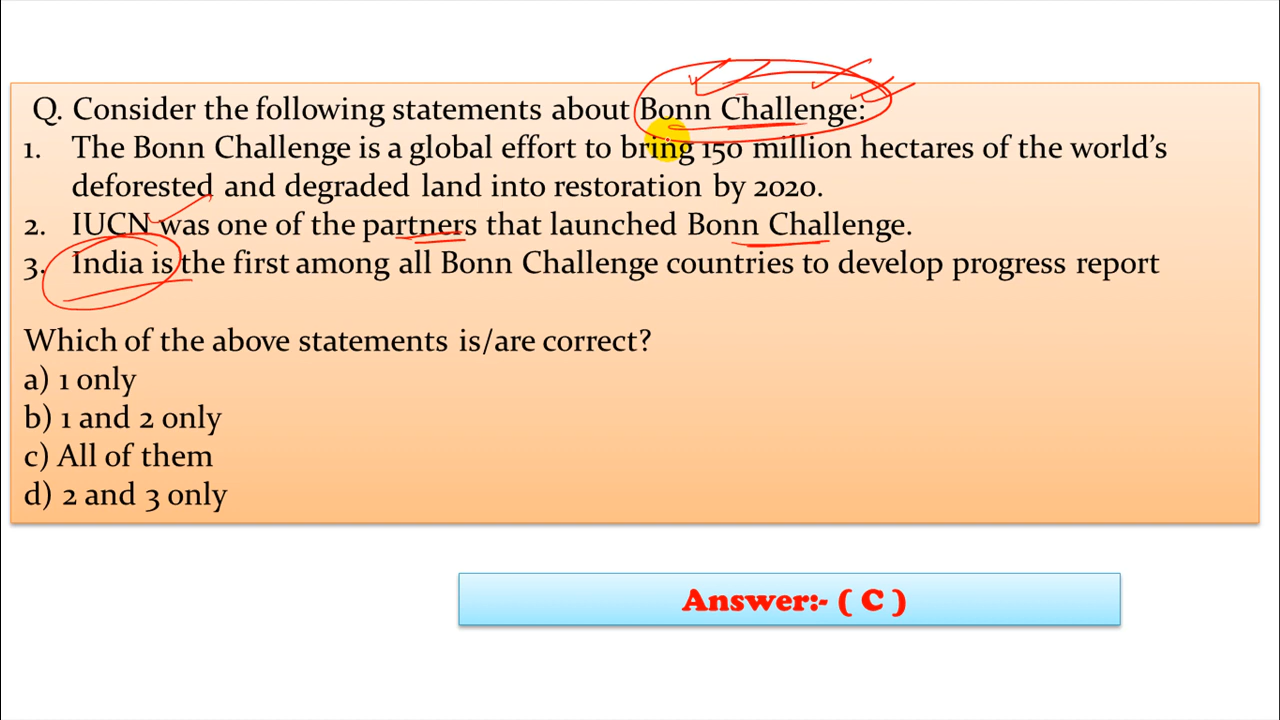 Q. Consider the following statements about Bonn Challenge:
1. The Bonn Challenge is a global effort to bring 150 million hectares of the world's
deforested and degraded land into restoration by 2020.
2. IUCN was one of the partners that launched Bonn Challenge.
3. India is the first among all Bonn Challenge countries to develop progress report
Which of the above statements is/are correct?
a) 1 only
b) 1 and 2 only
c) All of them
d) 2 and 3 only
Answer:- ( C )